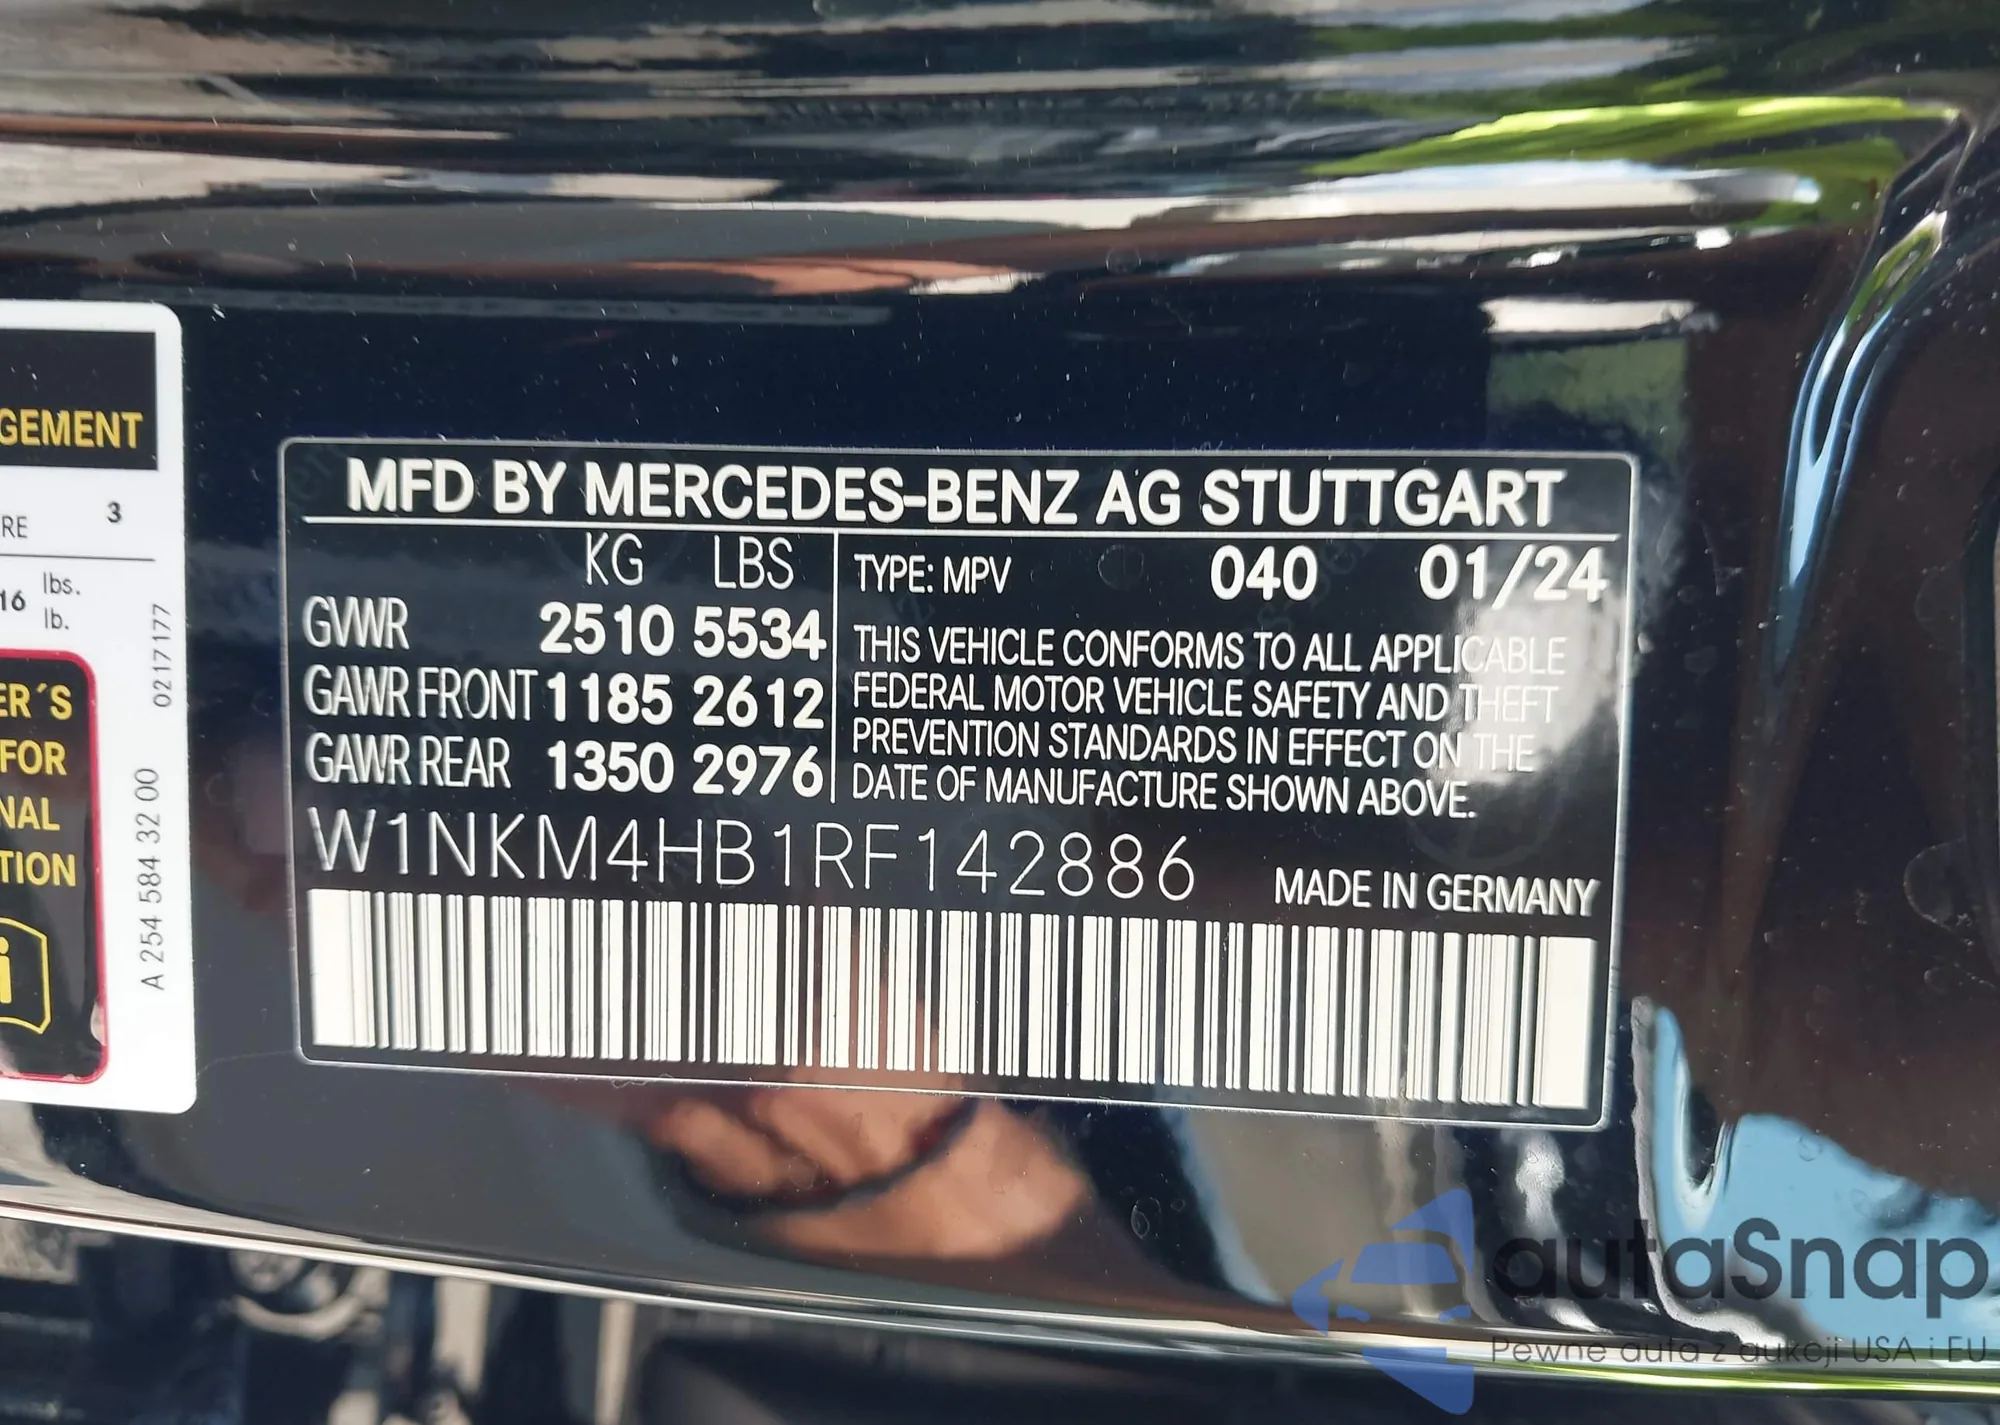 GEMENT
RE 3
16 lbs.
lb.
ER´S
FOR
NAL
TION
i
A 254 584 32 00 0217177
MFD BY MERCEDES-BENZ AG STUTTGART
KG LBS
GVWR 2510 5534
GAWR FRONT 1185 2612
GAWR REAR 1350 2976
TYPE: MPV 040 01/24
THIS VEHICLE CONFORMS TO ALL APPLICABLE
FEDERAL MOTOR VEHICLE SAFETY AND THEFT
PREVENTION STANDARDS IN EFFECT ON THE
DATE OF MANUFACTURE SHOWN ABOVE.
W1NKM4HB1RF142886
MADE IN GERMANY
autaSnap
Pewne auta z aukcji USA i EU